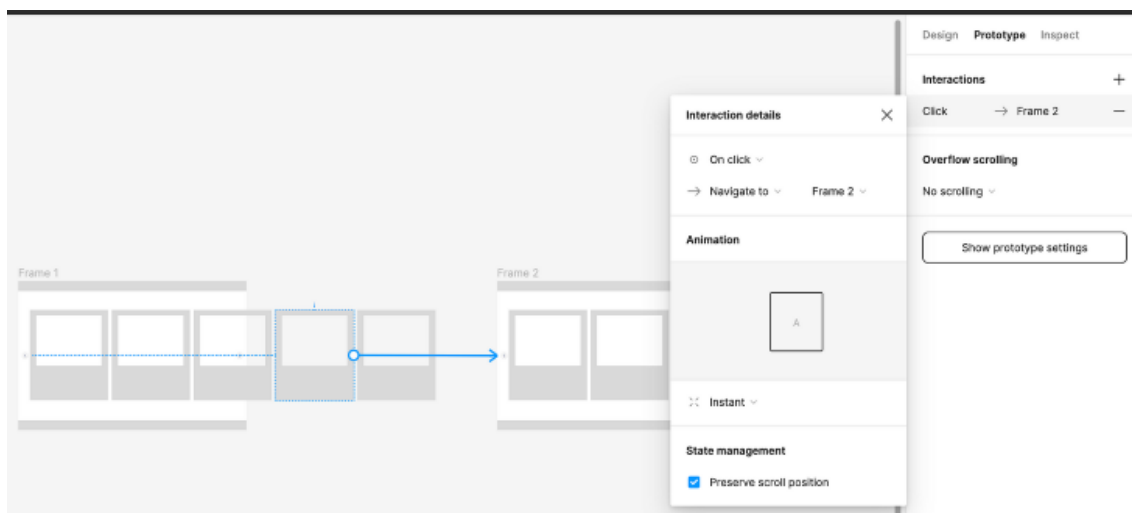 Design Prototype Inspect
Interactions
Click → Frame 2
Interaction details
On click
→ Navigate to Frame 2
Overflow scrolling
No scrolling
Animation
Show prototype settings
Frame 1
Frame 2
A
Instant
State management
Preserve scroll position